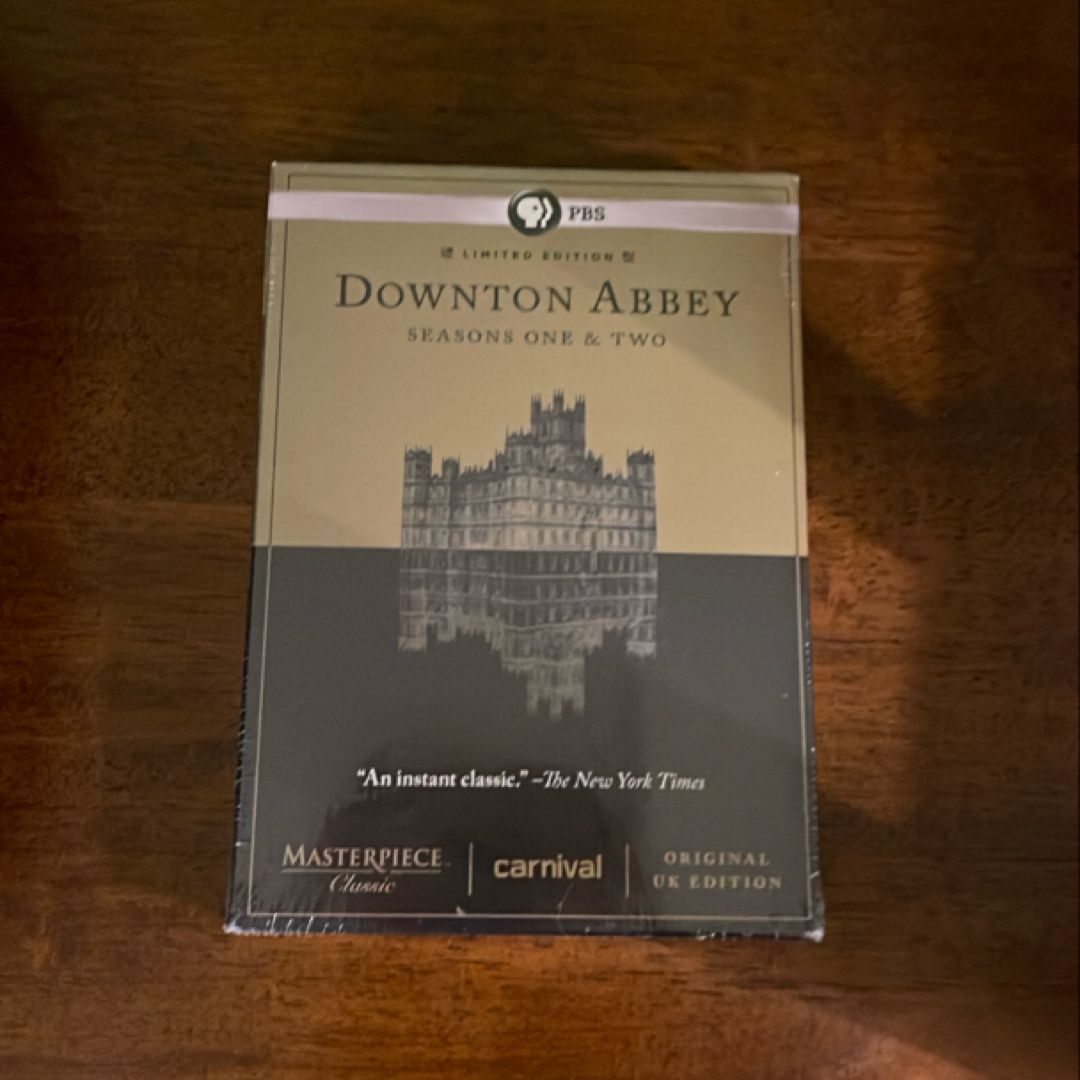 PBS
LIMITED EDITION
DOWNTON ABBEY
SEASONS ONE & TWO
“An instant classic.” –The New York Times
MASTERPIECE™
Classic
carnival
ORIGINAL
UK EDITION